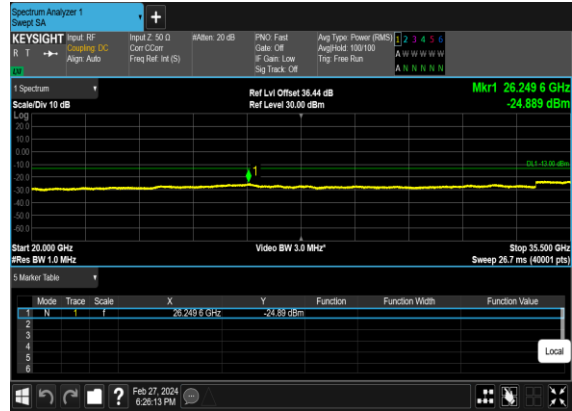 Spectrum Analyzer 1
Swept SA
+
KEYSIGHT Input: RF Input Z: 50 Ω #Atten: 20 dB PNO: Fast Avg Type: Power (RMS) 1 2 3 4 5 6
R T Coupling: DC Corr CCorr Gate: Off Avg|Hold: 100/100 A W W W W W
Align: Auto Freq Ref: Int (S) IF Gain: Low Trig: Free Run
Sig Track: Off A N N N N N
1 Spectrum Ref Lvl Offset 36.44 dB Mkr1 26.249 6 GHz
Scale/Div 10 dB Ref Level 30.00 dBm -24.889 dBm
Log
20.0
10.0
0.00
-10.0 DL1 -13.00 dBm
1
-20.0
-30.0
-40.0
-50.0
-60.0
Start 20.000 GHz Video BW 3.0 MHz* Stop 35.500 GHz
#Res BW 1.0 MHz Sweep 26.7 ms (40001 pts)
5 Marker Table
Mode Trace Scale X Y Function Function Width Function Value
1 N 1 f 26.249 6 GHz -24.89 dBm
2
3
4
5
6
Local
? Feb 27, 2024
6:26:13 PM